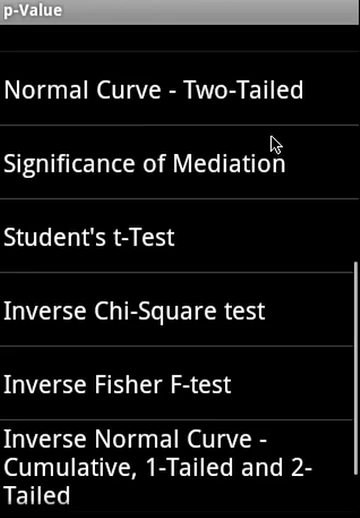 p-Value
Normal Curve - Two-Tailed
Significance of Mediation
Student's t-Test
Inverse Chi-Square test
Inverse Fisher F-test
Inverse Normal Curve -
Cumulative, 1-Tailed and 2-
Tailed